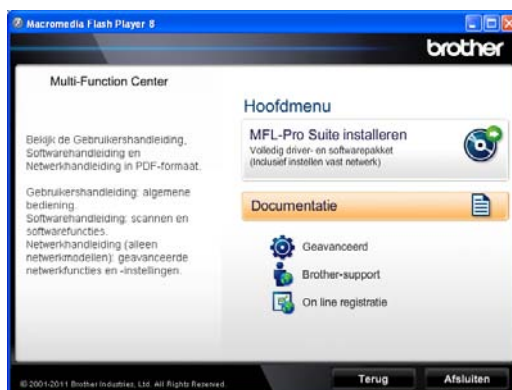 Macromedia Flash Player 8
brother
Multi-Function Center
Bekijk de Gebruikershandleiding,
Softwarehandleiding en
Netwerkhandleiding in PDF-formaat.
Gebruikershandleiding: algemene
bediening.
Softwarehandleiding: scannen en
softwarefuncties.
Netwerkhandleiding (alleen
netwerkmodellen): geavanceerde
netwerkfuncties en -instellingen.
Hoofdmenu
MFL-Pro Suite installeren
Volledig driver- en softwarepakket
(Inclusief instellen vast netwerk)
Documentatie
Geavanceerd
Brother-support
On line registratie
© 2001-2011 Brother Industries, Ltd. All Rights Reserved.
Terug
Afsluiten